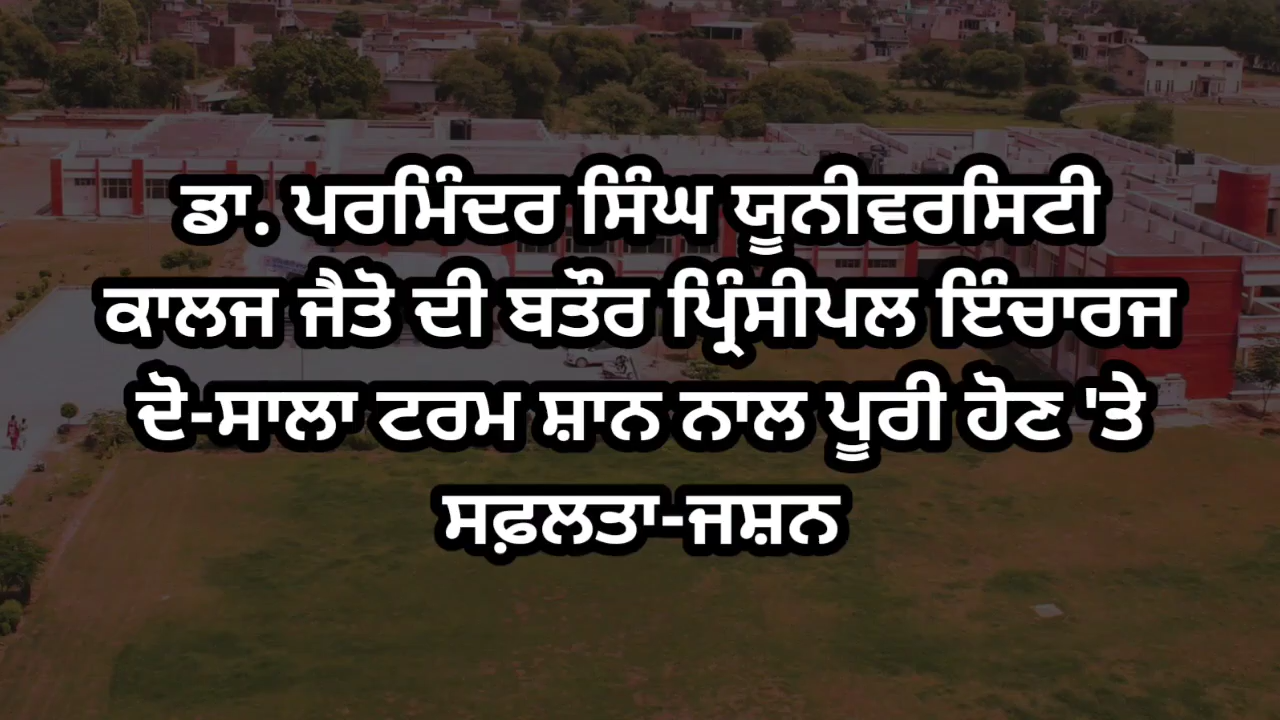 ਡਾ. ਪਰਮਿੰਦਰ ਸਿੰਘ ਯੂਨੀਵਰਸਿਟੀ
ਕਾਲਜ ਜੈਤੋ ਦੀ ਬਤੌਰ ਪ੍ਰਿੰਸੀਪਲ ਇੰਚਾਰਜ
ਦੋ-ਸਾਲਾ ਟਰਮ ਸ਼ਾਨ ਨਾਲ ਪੂਰੀ ਹੋਣ 'ਤੇ
ਸਫ਼ਲਤਾ-ਜਸ਼ਨ